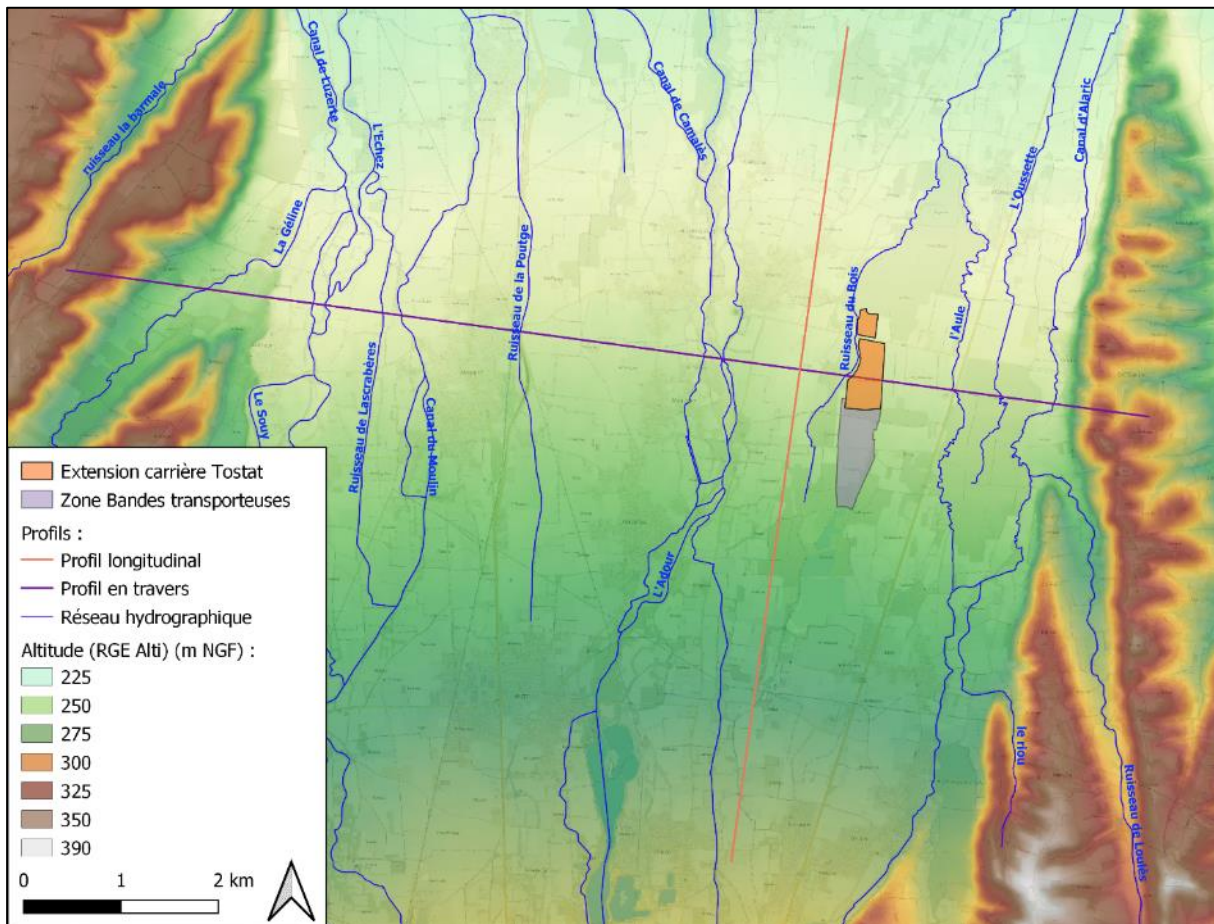 Canal de Luzerte
L'Echez
ruisseau la barmale
La Géline
Canal de Camalès
L'Oussette
Canal d'Alaric
Ruisseau de la Poutge
Ruisseau du Bois
l'Aule
Le Souy
Ruisseau de Lascrabères
Canal du Moulin
L'Adour
le riou
Ruisseau de Loulès
Extension carrière Tostat
Zone Bandes transporteuses
Profils :
Profil longitudinal
Profil en travers
Réseau hydrographique
Altitude (RGE Alti) (m NGF) :
225
250
275
300
325
350
390
0 1 2 km